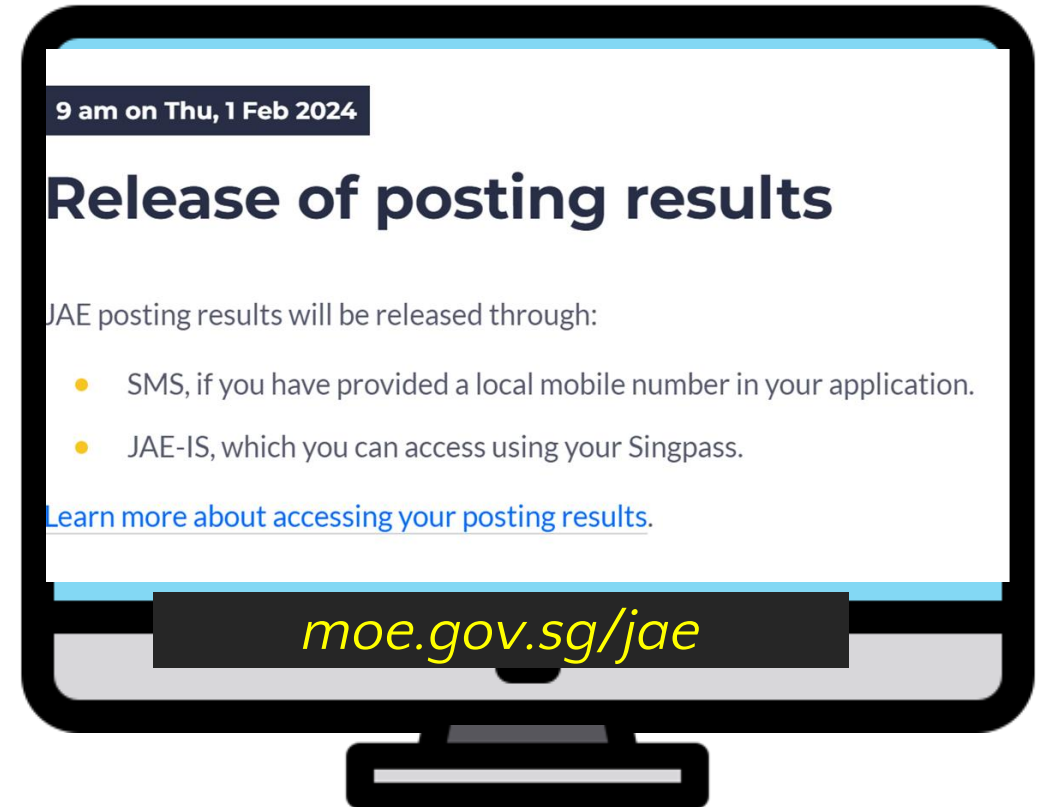 9 am on Thu, 1 Feb 2024
Release of posting results
JAE posting results will be released through:
SMS, if you have provided a local mobile number in your application.
JAE-IS, which you can access using your Singpass.
Learn more about accessing your posting results.
moe.gov.sg/jae